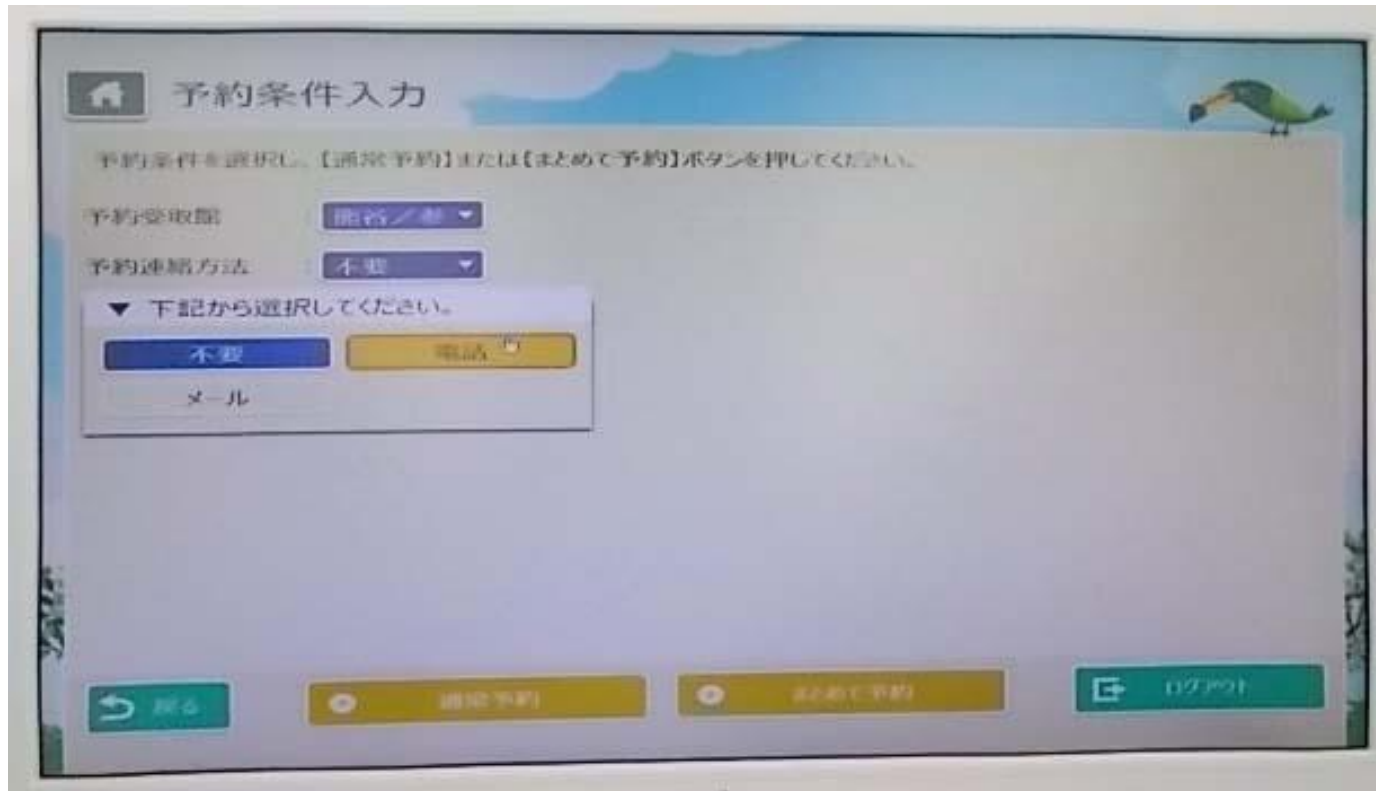 予約条件入力
予約条件を選択し、【通常予約】または【まとめて予約】ボタンを押してください。
予約受取館 : 熊谷/
予約連絡方法 : 不要
▼ 下記から選択してください。
不要 電話
メール
戻る 通常予約 まとめて予約 ログアウト